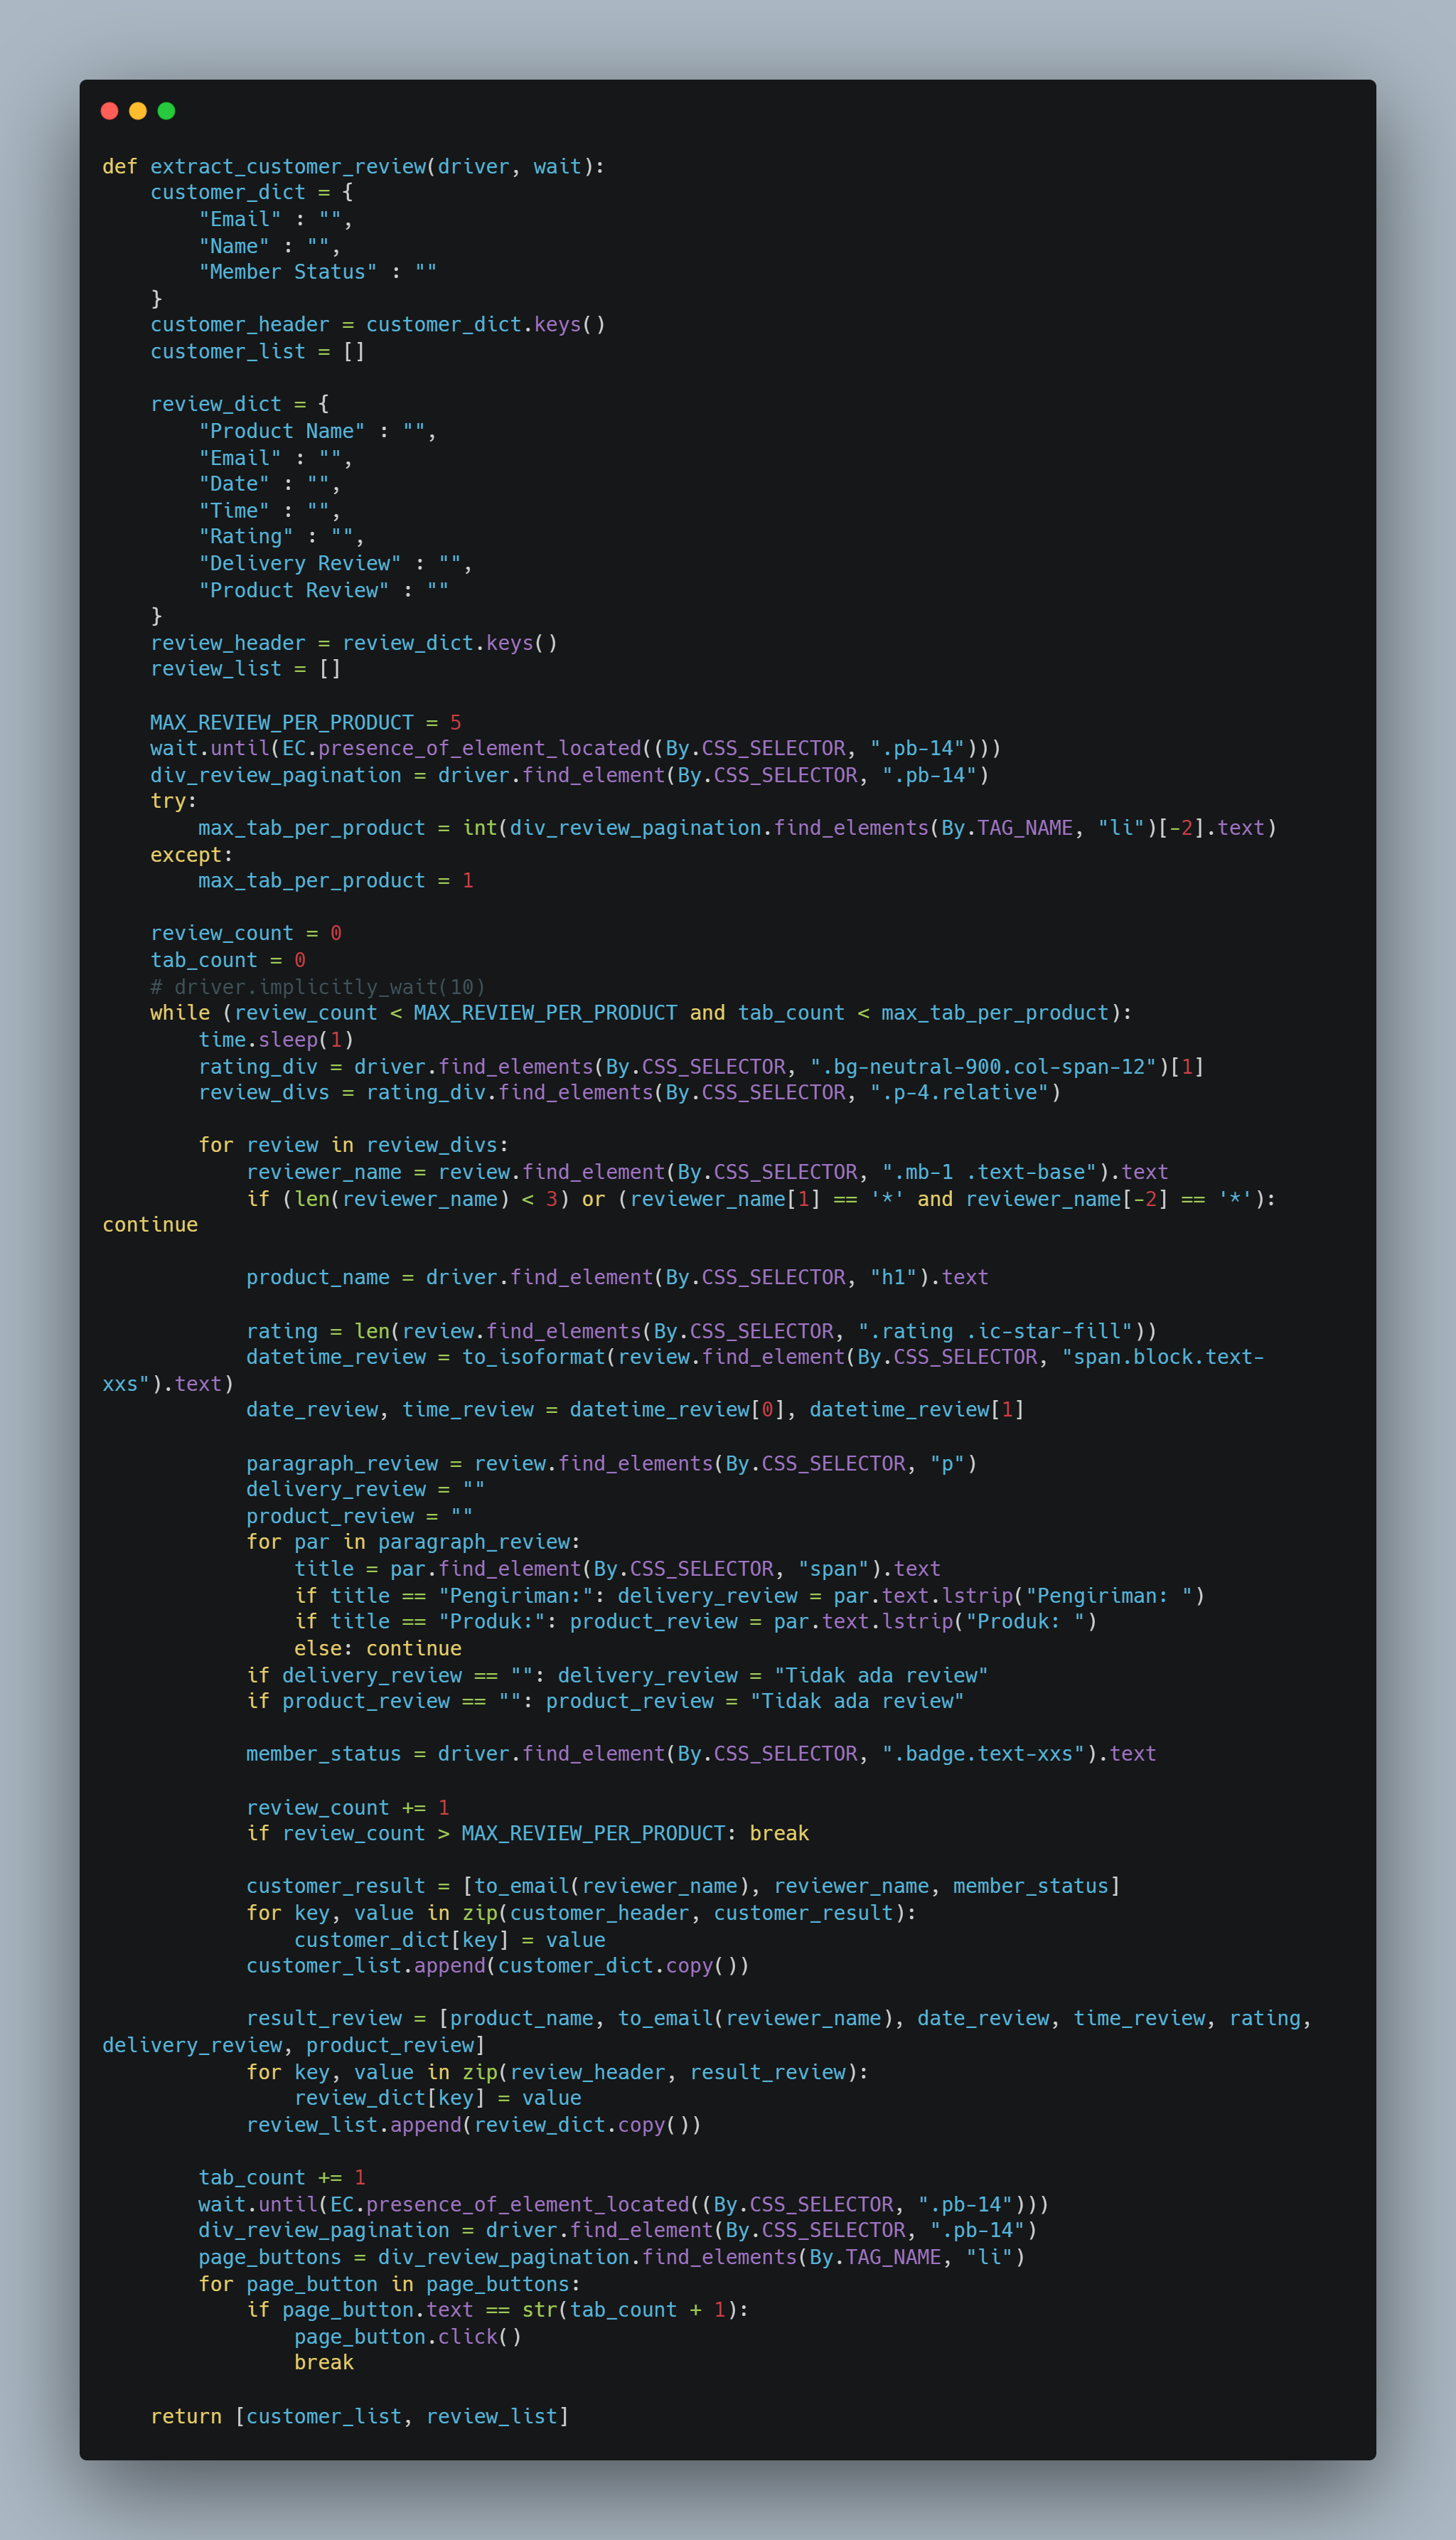 def extract_customer_review(driver, wait):
    customer_dict = {
        "Email" : "",
        "Name" : "",
        "Member Status" : ""
    }
    customer_header = customer_dict.keys()
    customer_list = []

    review_dict = {
        "Product Name" : "",
        "Email" : "",
        "Date" : "",
        "Time" : "",
        "Rating" : "",
        "Delivery Review" : "",
        "Product Review" : ""
    }
    review_header = review_dict.keys()
    review_list = []

    MAX_REVIEW_PER_PRODUCT = 5
    wait.until(EC.presence_of_element_located((By.CSS_SELECTOR, ".pb-14")))
    div_review_pagination = driver.find_element(By.CSS_SELECTOR, ".pb-14")
    try:
        max_tab_per_product = int(div_review_pagination.find_elements(By.TAG_NAME, "li")[-2].text)
    except:
        max_tab_per_product = 1

    review_count = 0
    tab_count = 0
    # driver.implicitly_wait(10)
    while (review_count < MAX_REVIEW_PER_PRODUCT and tab_count < max_tab_per_product):
        time.sleep(1)
        rating_div = driver.find_elements(By.CSS_SELECTOR, ".bg-neutral-900.col-span-12")[1]
        review_divs = rating_div.find_elements(By.CSS_SELECTOR, ".p-4.relative")

        for review in review_divs:
            reviewer_name = review.find_element(By.CSS_SELECTOR, ".mb-1 .text-base").text
            if (len(reviewer_name) < 3) or (reviewer_name[1] == '*' and reviewer_name[-2] == '*'):
continue

            product_name = driver.find_element(By.CSS_SELECTOR, "h1").text

            rating = len(review.find_elements(By.CSS_SELECTOR, ".rating .ic-star-fill"))
            datetime_review = to_isoformat(review.find_element(By.CSS_SELECTOR, "span.block.text-
xxs").text)
            date_review, time_review = datetime_review[0], datetime_review[1]

            paragraph_review = review.find_elements(By.CSS_SELECTOR, "p")
            delivery_review = ""
            product_review = ""
            for par in paragraph_review:
                title = par.find_element(By.CSS_SELECTOR, "span").text
                if title == "Pengiriman:": delivery_review = par.text.lstrip("Pengiriman: ")
                if title == "Produk:": product_review = par.text.lstrip("Produk: ")
                else: continue
            if delivery_review == "": delivery_review = "Tidak ada review"
            if product_review == "": product_review = "Tidak ada review"

            member_status = driver.find_element(By.CSS_SELECTOR, ".badge.text-xxs").text

            review_count += 1
            if review_count > MAX_REVIEW_PER_PRODUCT: break

            customer_result = [to_email(reviewer_name), reviewer_name, member_status]
            for key, value in zip(customer_header, customer_result):
                customer_dict[key] = value
            customer_list.append(customer_dict.copy())

            result_review = [product_name, to_email(reviewer_name), date_review, time_review, rating,
delivery_review, product_review]
            for key, value in zip(review_header, result_review):
                review_dict[key] = value
            review_list.append(review_dict.copy())

        tab_count += 1
        wait.until(EC.presence_of_element_located((By.CSS_SELECTOR, ".pb-14")))
        div_review_pagination = driver.find_element(By.CSS_SELECTOR, ".pb-14")
        page_buttons = div_review_pagination.find_elements(By.TAG_NAME, "li")
        for page_button in page_buttons:
            if page_button.text == str(tab_count + 1):
                page_button.click()
                break

    return [customer_list, review_list]